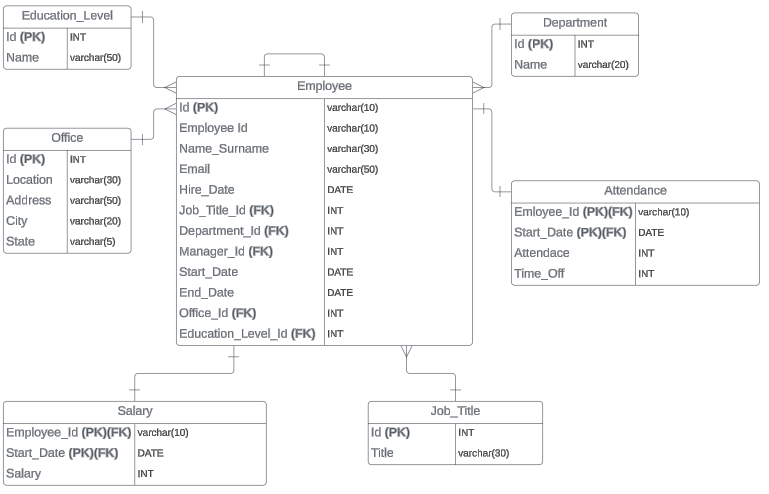 Education_Level
Id (PK) INT
Name varchar(50)
Department
Id (PK) INT
Name varchar(20)
Employee
Id (PK) varchar(10)
Employee Id varchar(10)
Name_Surname varchar(30)
Email varchar(50)
Hire_Date DATE
Job_Title_Id (FK) INT
Department_Id (FK) INT
Manager_Id (FK) INT
Start_Date DATE
End_Date DATE
Office_Id (FK) INT
Education_Level_Id (FK) INT
Office
Id (PK) INT
Location varchar(30)
Address varchar(50)
City varchar(20)
State varchar(5)
Attendance
Emloyee_Id (PK)(FK) varchar(10)
Start_Date (PK)(FK) DATE
Attendace INT
Time_Off INT
Salary
Employee_Id (PK)(FK) varchar(10)
Start_Date (PK)(FK) DATE
Salary INT
Job_Title
Id (PK) INT
Title varchar(30)